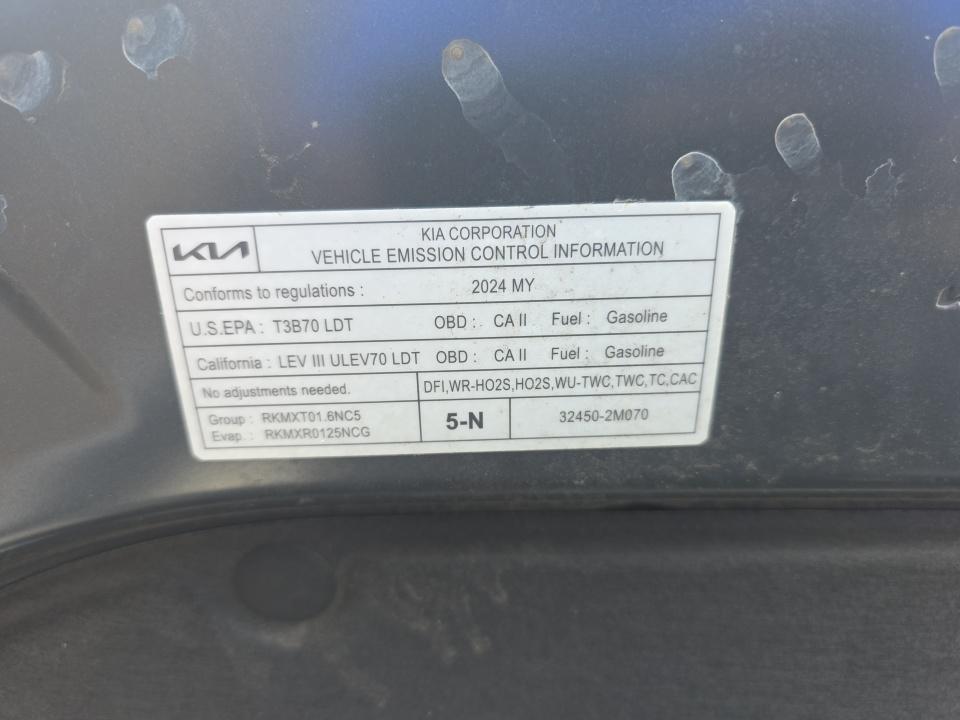 KIA
KIA CORPORATION
VEHICLE EMISSION CONTROL INFORMATION
Conforms to regulations : 2024 MY
U.S.EPA : T3B70 LDT OBD : CA II Fuel : Gasoline
California : LEV III ULEV70 LDT OBD : CA II Fuel : Gasoline
No adjustments needed. DFI,WR-HO2S,HO2S,WU-TWC,TWC,TC,CAC
Group : RKMXT01.6NC5
Evap. : RKMXR0125NCG
5-N
32450-2M070